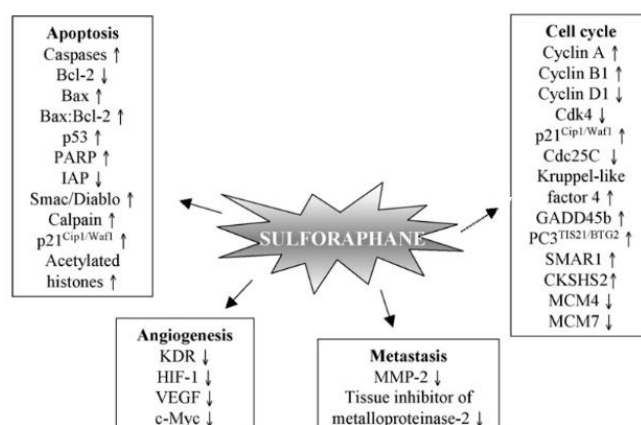 Apoptosis
Caspases ↑
Bcl-2 ↓
Bax ↑
Bax:Bcl-2 ↑
p53 ↑
PARP ↑
IAP ↓
Smac/Diablo ↑
Calpain ↑
p21Cip1/Waf1 ↑
Acetylated
histones ↑
Cell cycle
Cyclin A ↑
Cyclin B1 ↑
Cyclin D1 ↓
Cdk4 ↓
p21Cip1/Waf1 ↑
Cdc25C ↓
Kruppel-like
factor 4 ↑
GADD45b ↑
PC3TIS21/BTG2 ↑
SMAR1 ↑
CKSHS2 ↑
MCM4 ↓
MCM7 ↓
SULFORAPHANE
Angiogenesis
KDR ↓
HIF-1 ↓
VEGF ↓
c-Myc ↓
Metastasis
MMP-2 ↓
Tissue inhibitor of
metalloproteinase-2 ↓